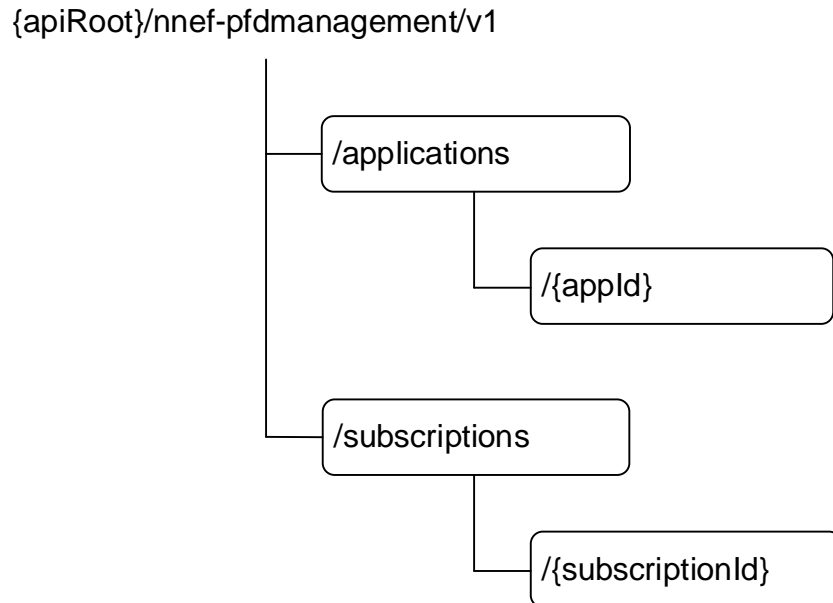 {apiRoot}/nnef-pfdmanagement/v1
/applications
/{appId}
/subscriptions
/{subscriptionId}